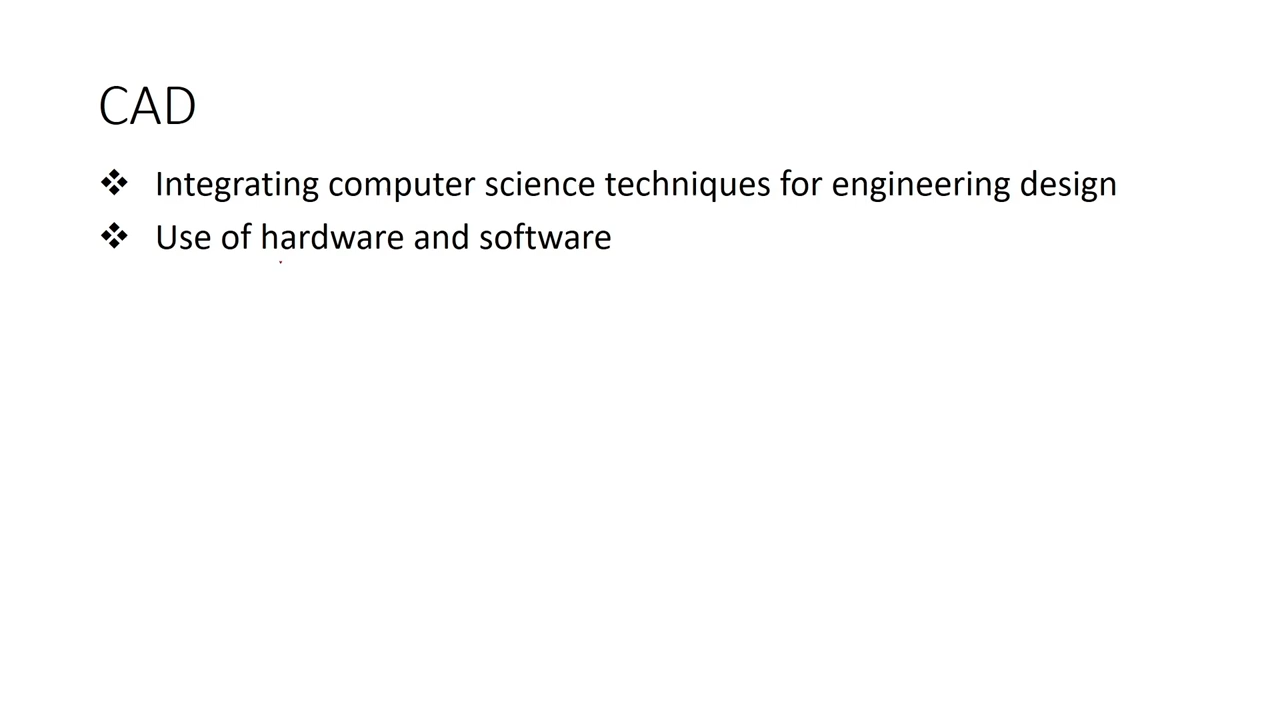 CAD
❖ Integrating computer science techniques for engineering design
❖ Use of hardware and software